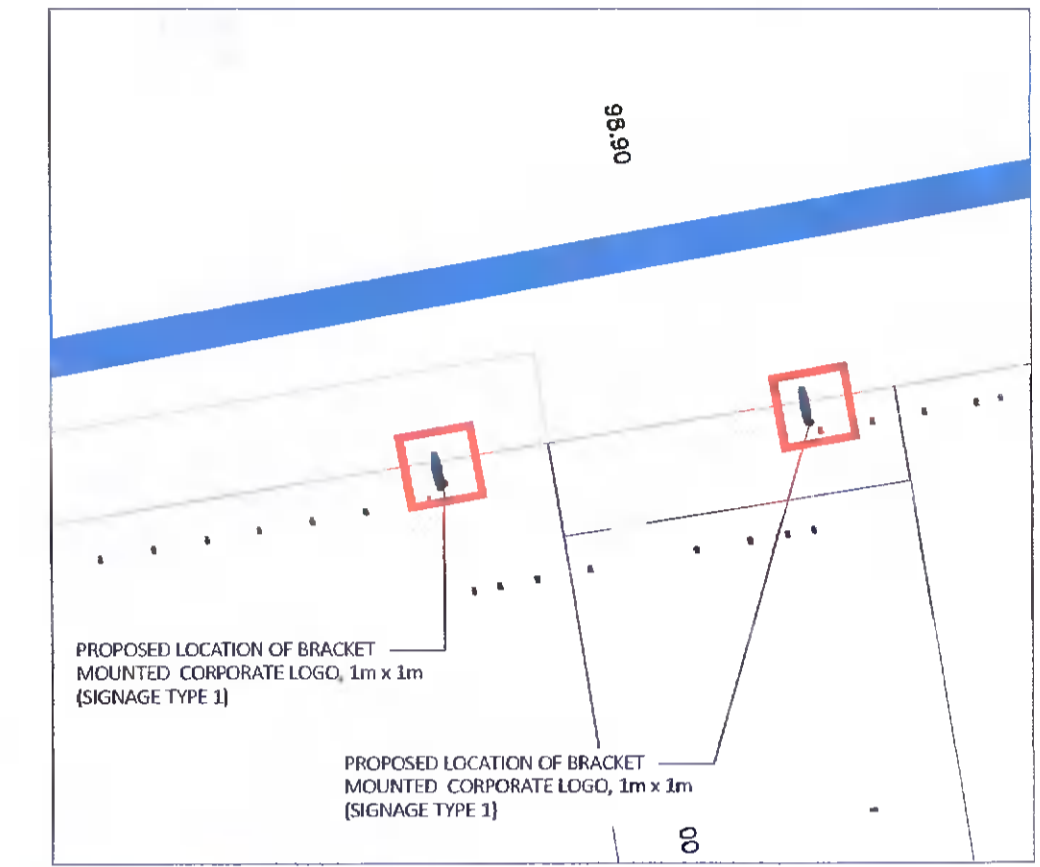 98.90
PROPOSED LOCATION OF BRACKET
MOUNTED CORPORATE LOGO, 1m x 1m
(SIGNAGE TYPE 1)
PROPOSED LOCATION OF BRACKET
MOUNTED CORPORATE LOGO, 1m x 1m
(SIGNAGE TYPE 1)
00